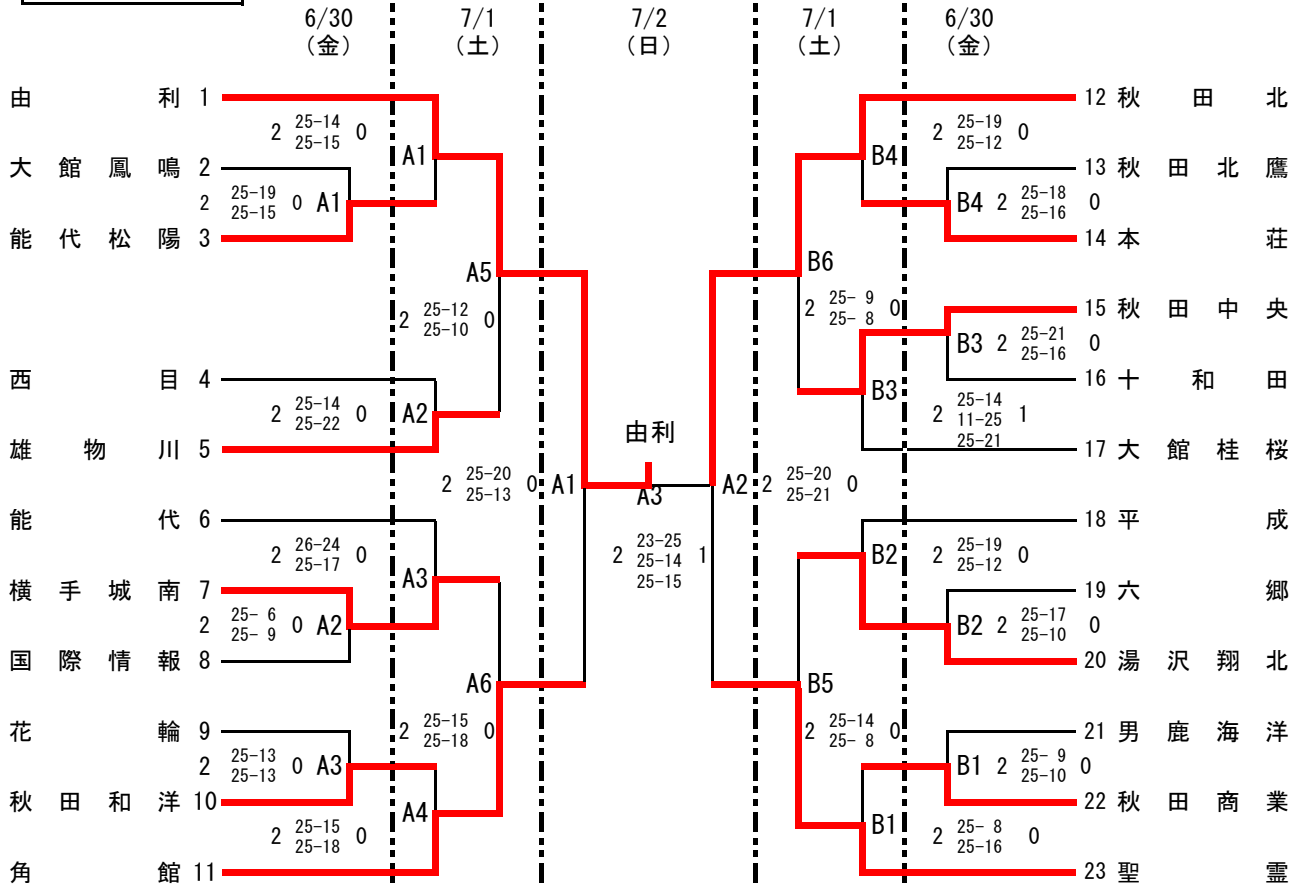 6/30 7/1 7/2 7/1 6/30
(金) (土) (日) (土) (金)
由利 1
2 25-14 0
25-15
A1
大館鳳鳴 2
2 25-19 0 A1
25-15
能代松陽 3
A5
2 25-12 0
25-10
西目 4
2 25-14 0
25-22
A2
雄物川 5
2 25-20 0 A1
25-13
能代 6
2 26-24 0
25-17
A3
横手城南 7
2 25- 6 0 A2
25- 9
国際情報 8
A6
花輪 9
2 25-15 0
25-18
2 25-13 0 A3
25-13
秋田和洋 10
A4
2 25-15 0
25-18
角館 11
由利
A3
23-25
2 25-14 1
25-15
12 秋田北
2 25-19 0
25-12
B4
13 秋田北鷹
B4 2 25-18 0
25-16
14 本荘
B6
2 25- 9 0
25- 8
15 秋田中央
B3 2 25-21 0
25-16
16 十和田
B3
25-14
2 11-25 1
25-21
17 大館桂桜
A2 2 25-20 0
25-21
18 平成
B2
2 25-19 0
25-12
19 六郷
B2 2 25-17 0
25-10
20 湯沢翔北
B5
2 25-14 0
25- 8
21 男鹿海洋
B1 2 25- 9 0
25-10
22 秋田商業
B1
2 25- 8 0
25-16
23 聖霊